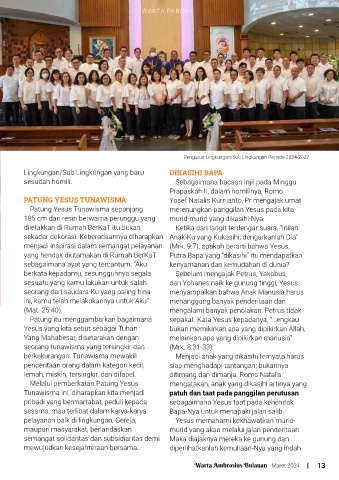 WARTA PAROKI
Pengurus Lingkungan/Sub Lingkungan Periode 2024-2027
Lingkungan/Sub Lingkungan yang baru
sesudah homili.
PATUNG YESUS TUNAWISMA
Patung Yesus Tunawisma sepanjang
185 cm dari resin berwarna perunggu yang
diletakkan di Rumah BerKaT itu bukan
sekadar dekorasi. Keberadaannya diharapkan
menjadi inspirasi dalam semangat pelayanan
yang hendak diutamakan di Rumah BerKaT
sebagaimana ayat yang tercantum: "Aku
berkata kepadamu, sesungguhnya segala
sesuatu yang kamu lakukan untuk salah
seorang dari saudara-Ku yang paling hina
ini, kamu telah melakukannya untuk Aku"
(Mat. 25:40).
Patung itu menggambarkan bagaimana
Yesus yang kita sebut sebagai Tuhan
Yang Mahabesar, disetarakan dengan
seorang tunawisma yang tersingkir dan
berkekurangan. Tunawisma mewakili
penderitaan orang dalam kategori kecil,
lemah, miskin, tersingkir, dan difabel.
Melalui pemberkatan Patung Yesus
Tunawisma ini, diharapkan kita menjadi
pribadi yang bermartabat, peduli kepada
sesama, mau terlibat dalam karya-karya
pelayanan baik di lingkungan, Gereja,
maupun masyarakat, berlandaskan
semangat solidaritas dan subsidiaritas demi
mewujudkan kesejahteraan bersama.
DIKASIHI BAPA
Sebagaimana bacaan Injil pada Minggu
Prapaskah II, dalam homilinya, Romo
Yosef Natalis Kurnianto, Pr mengajak umat
merenungkan panggilan Yesus pada kita,
murid-murid yang dikasihi-Nya.
Ketika dari langit terdengar suara, "Inilah
Anak-Ku yang Kukasihi, dengarkanlah Dia"
(Mrk. 9:7), apakah berarti bahwa Yesus,
Putra Bapa yang "dikasihi" itu mendapatkan
kenyamanan dan kemudahan di dunia?
Sebelum mengajak Petrus, Yakobus,
dan Yohanes naik ke gunung tinggi, Yesus
menyampaikan bahwa Anak Manusia harus
menanggung banyak penderitaan dan
mengalami banyak penolakan. Petrus tidak
sepakat. Kata Yesus kepadanya, "...engkau
bukan memikirkan apa yang dipikirkan Allah,
melainkan apa yang dipikirkan manusia"
(Mrk. 8:31-33).
Menjadi anak yang dikasihi ternyata harus
siap menghadapi tantangan; bukannya
ditimang dan dimanja. Romo Natalis
mengatakan, anak yang dikasihi artinya yang
patuh dan taat pada panggilan perutusan
sebagaimana Yesus taat pada kehendak
Bapa-Nya untuk menapaki jalan salib.
Yesus memahami kekhawatiran murid-
murid yang akan melalui jalan penderitaan.
Maka diajaknya mereka ke gunung dan
diperlihatkanlah kemuliaan-Nya yang indah
Warta Ambrosius Bulanan - Maret 2024 | 13